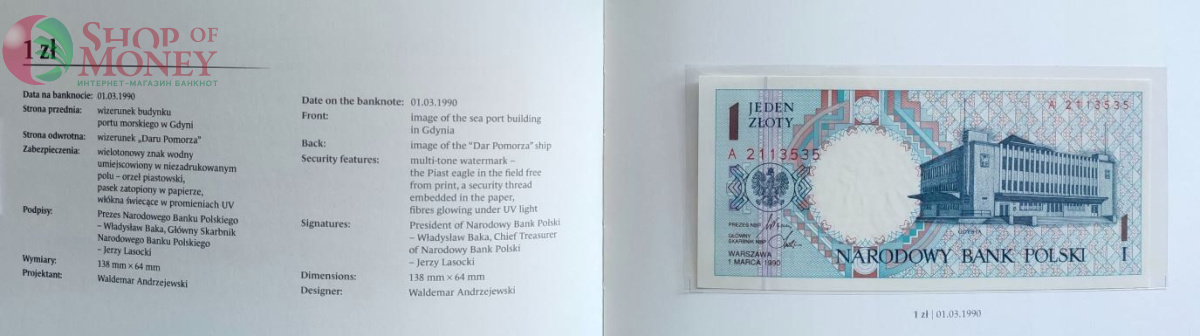 SHOP OF
MONEY
ИНТЕРНЕТ-МАГАЗИН БАНКНОТ
1 zł
Data na banknocie: 01.03.1990
Strona przednia: wizerunek budynku
portu morskiego w Gdyni
Strona odwrotna: wizerunek „Daru Pomorza”
Zabezpieczenia: wielotonowy znak wodny
umiejscowiony w niezadrukowanym
polu – orzeł piastowski,
pasek zatopiony w papierze,
włókna świecące w promieniach UV
Podpisy: Prezes Narodowego Banku Polskiego
– Władysław Baka, Główny Skarbnik
Narodowego Banku Polskiego
– Jerzy Lasocki
Wymiary: 138 mm × 64 mm
Projektant: Waldemar Andrzejewski
Date on the banknote: 01.03.1990
Front: image of the sea port building
in Gdynia
Back: image of the “Dar Pomorza” ship
Security features: multi-tone watermark –
the Piast eagle in the field free
from print, a security thread
embedded in the paper,
fibres glowing under UV light
Signatures: President of Narodowy Bank Polski
– Władysław Baka, Chief Treasurer
of Narodowy Bank Polski
– Jerzy Lasocki
Dimensions: 138 mm × 64 mm
Designer: Waldemar Andrzejewski
1 JEDEN
ZŁOTY
A 2113535
A 2113535
PREZES NBP
GŁÓWNY
SKARBNIK NBP
WARSZAWA
1 MARCA 1990
GDYNIA
NARODOWY BANK POLSKI
1
1 zł | 01.03.1990